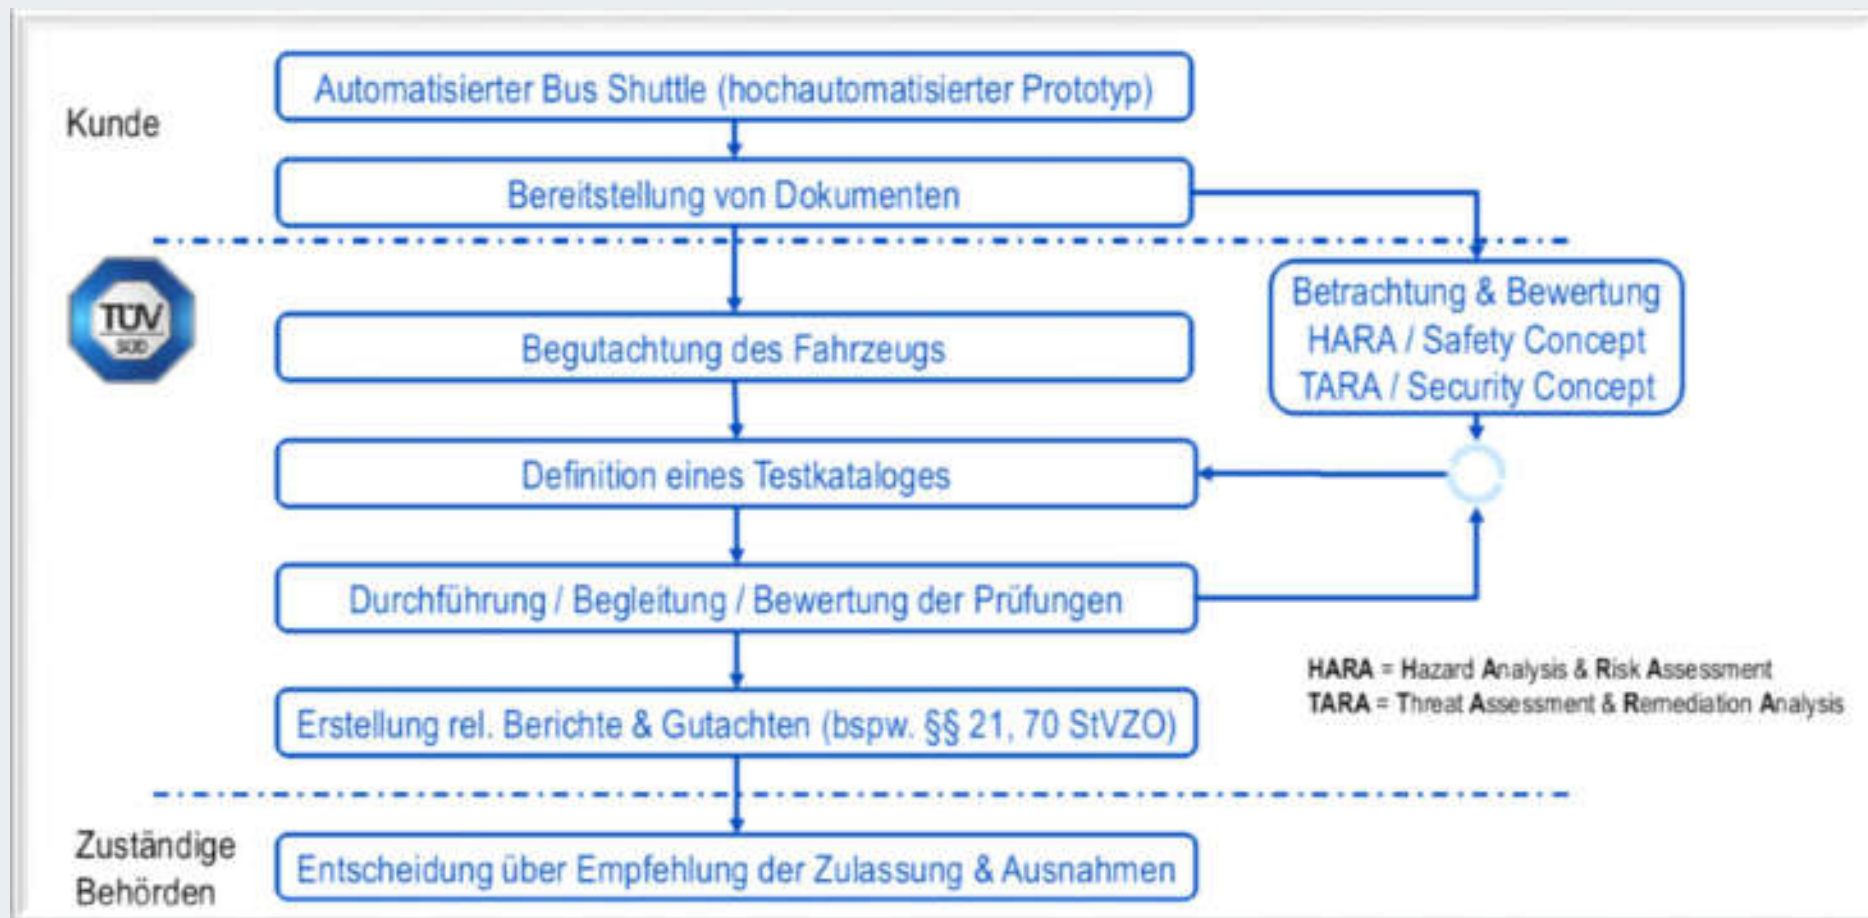 Kunde
Automatisierter Bus Shuttle (hochautomatisierter Prototyp)
Bereitstellung von Dokumenten
TÜV
SÜD
Begutachtung des Fahrzeugs
Betrachtung & Bewertung
HARA / Safety Concept
TARA / Security Concept
Definition eines Testkataloges
Durchführung / Begleitung / Bewertung der Prüfungen
HARA = Hazard Analysis & Risk Assessment
TARA = Threat Assessment & Remediation Analysis
Erstellung rel. Berichte & Gutachten (bspw. §§ 21, 70 StVZO)
Zuständige
Behörden
Entscheidung über Empfehlung der Zulassung & Ausnahmen